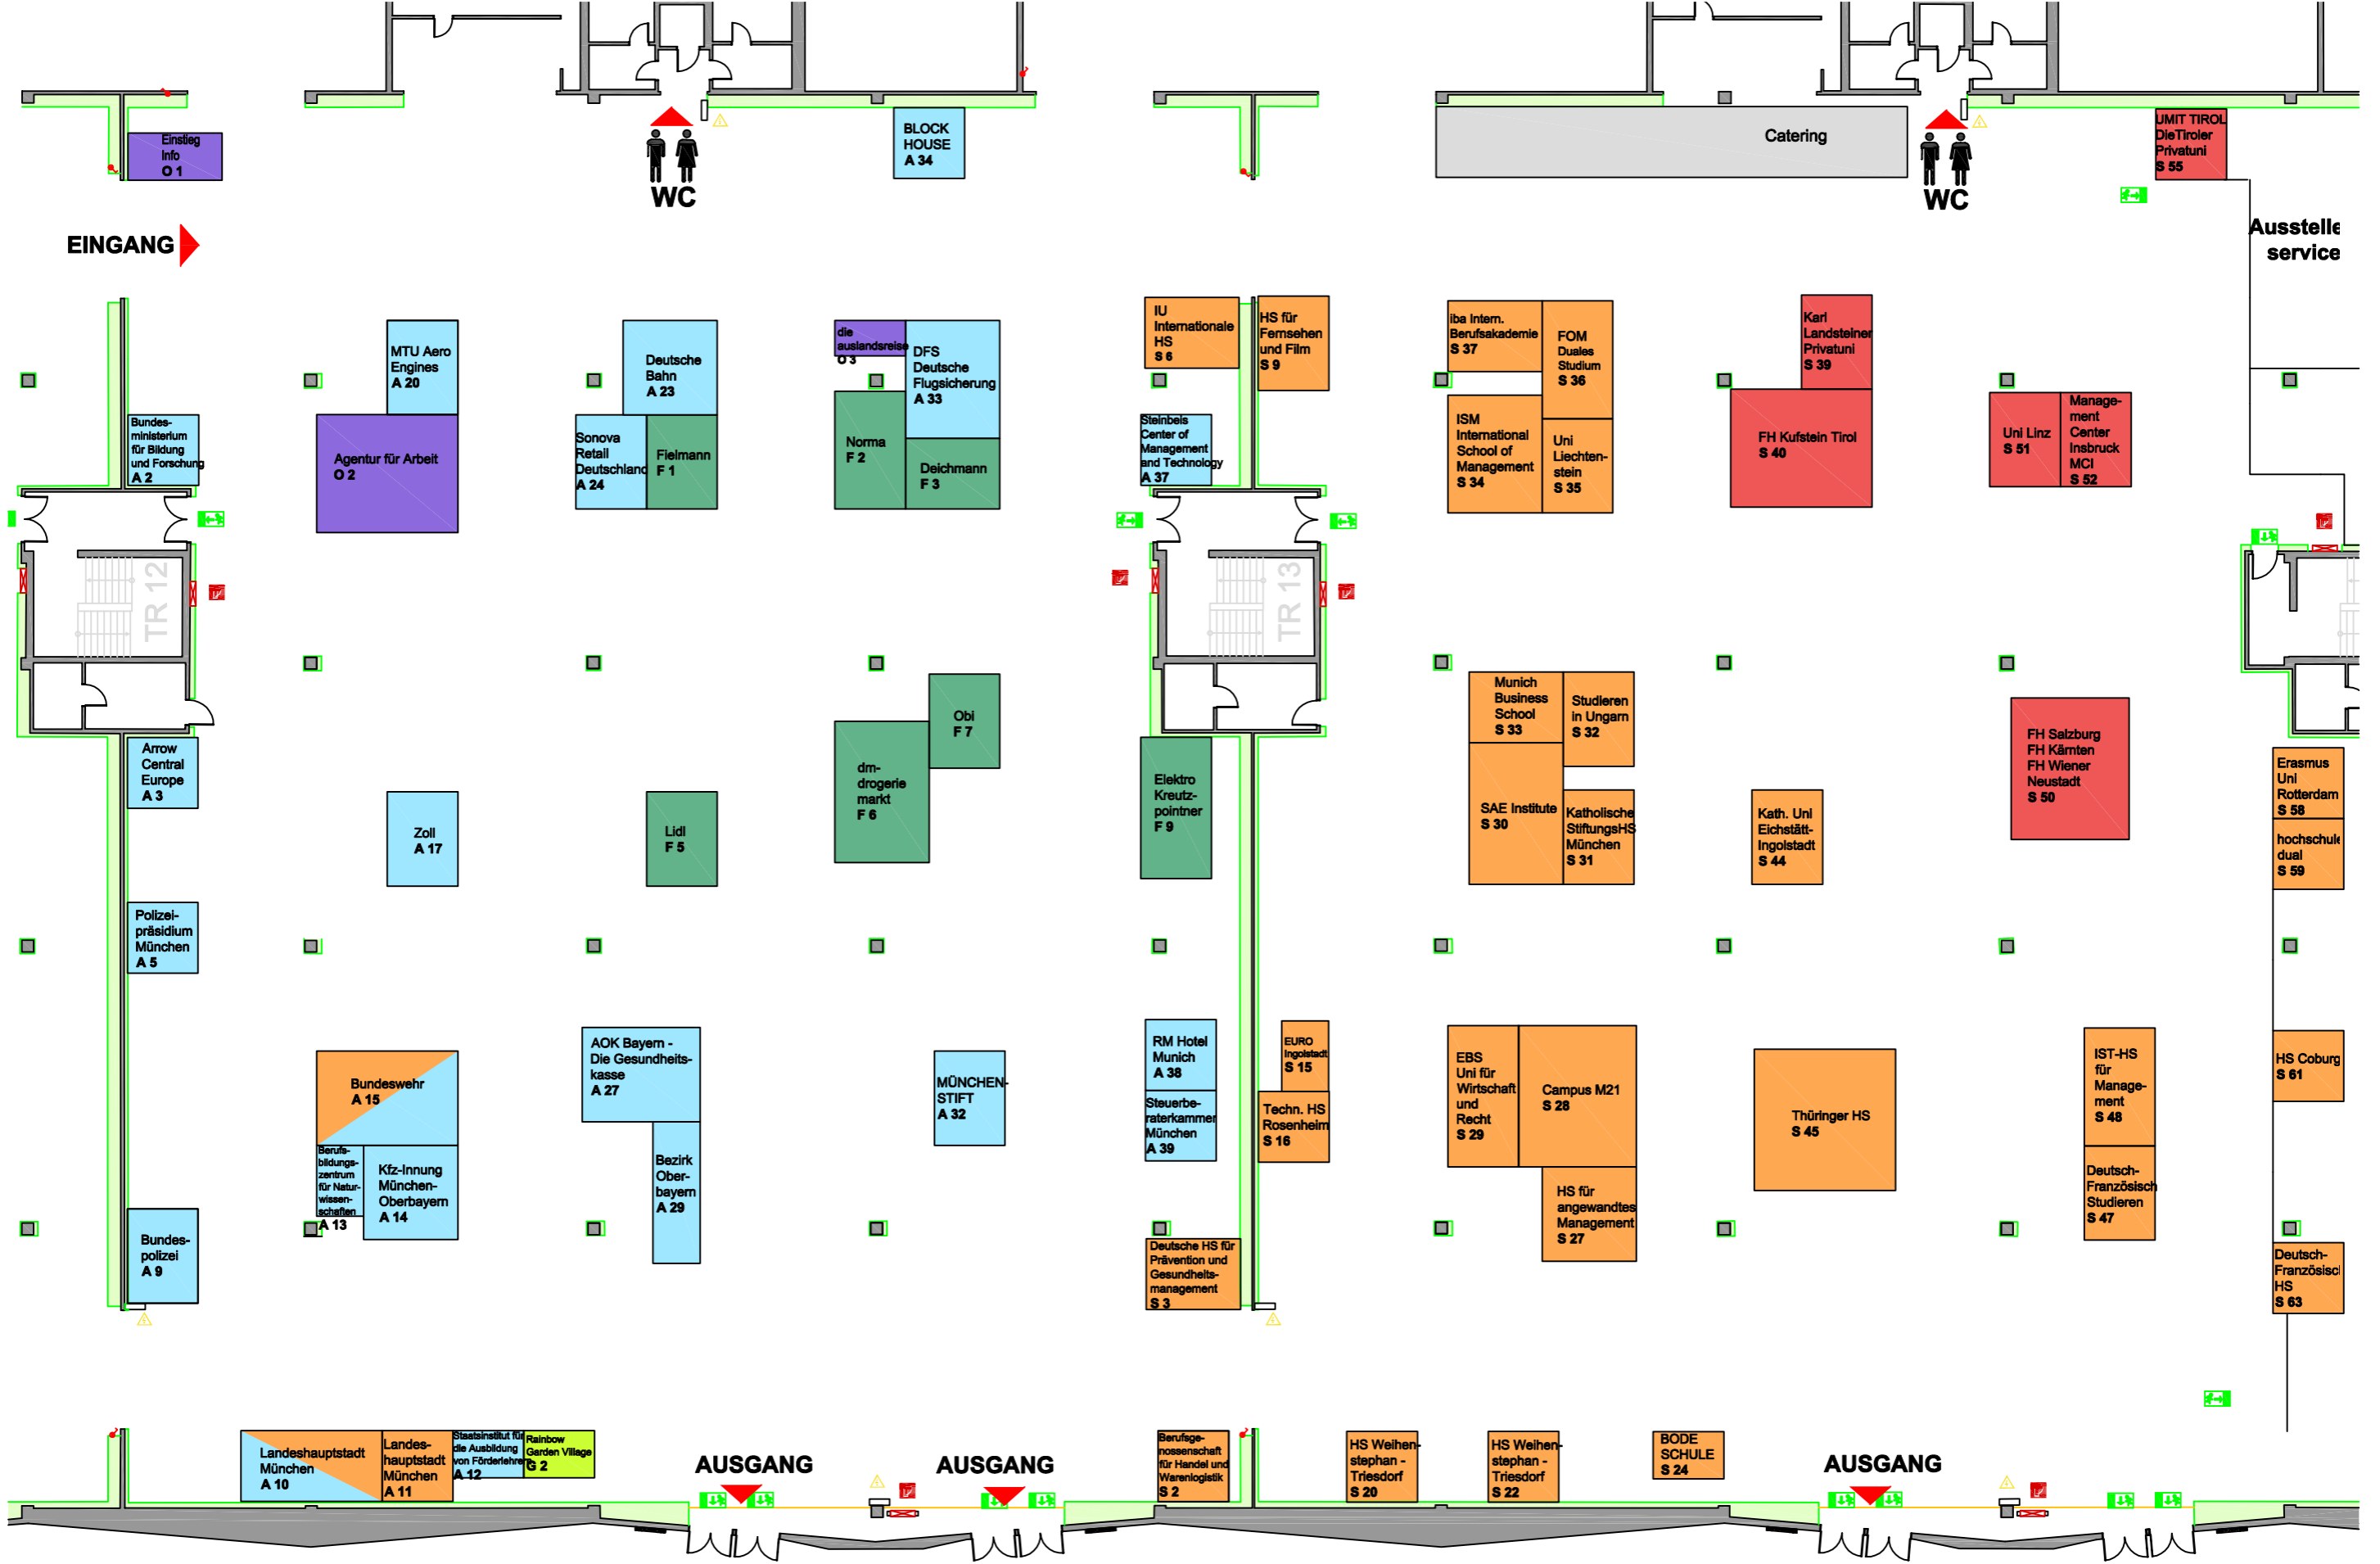 Einstieg
Info
O 1
BLOCK
HOUSE
A 34
WC
Catering
WC
UMIT TIROL
DieTiroler
Privatuni
S 55
EINGANG
Ausstelle
service
MTU Aero
Engines
A 20
Deutsche
Bahn
A 23
die
auslandsreise
O 3
DFS
Deutsche
Flugsicherung
A 33
IU
Internationale
HS
S 6
HS für
Fernsehen
und Film
S 9
iba Intern.
Berufsakademie
S 37
FOM
Duales
Studium
S 36
Karl
Landsteiner
Privatuni
S 39
Bundes-
ministerium
für Bildung
und Forschung
A 2
Agentur für Arbeit
O 2
Sonova
Retail
Deutschland
A 24
Fielmann
F 1
Norma
F 2
Deichmann
F 3
Steinbeis
Center of
Management
and Technology
A 37
ISM
International
School of
Management
S 34
Uni
Liechten-
stein
S 35
FH Kufstein Tirol
S 40
Uni Linz
S 51
Manage-
ment
Center
Insbruck
MCI
S 52
TR 12
TR 13
Arrow
Central
Europe
A 3
Zoll
A 17
Lidl
F 5
dm-
drogerie
markt
F 6
Obi
F 7
Elektro
Kreutz-
pointner
F 9
Munich
Business
School
S 33
Studieren
in Ungarn
S 32
SAE Institute
S 30
Katholische
StiftungsHS
München
S 31
Kath. Uni
Eichstätt-
Ingolstadt
S 44
FH Salzburg
FH Kärnten
FH Wiener
Neustadt
S 50
Erasmus
Uni
Rotterdam
S 58
hochschule
dual
S 59
Polizei-
präsidium
München
A 5
Bundeswehr
A 15
AOK Bayern -
Die Gesundheits-
kasse
A 27
MÜNCHEN-
STIFT
A 32
RM Hotel
Munich
A 38
Steuerbe-
raterkammer
München
A 39
EURO
Ingolstadt
S 15
Techn. HS
Rosenheim
S 16
EBS
Uni für
Wirtschaft
und
Recht
S 29
Campus M21
S 28
Thüringer HS
S 45
IST-HS
für
Manage-
ment
S 48
HS Coburg
S 61
Berufs-
bildungs-
zentrum
für Natur-
wissen-
schaften
A 13
Kfz-Innung
München-
Oberbayern
A 14
Bezirk
Ober-
bayern
A 29
HS für
angewandtes
Management
S 27
Deutsch-
Französisch
Studieren
S 47
Bundes-
polizei
A 9
Deutsche HS für
Prävention und
Gesundheits-
management
S 3
Deutsch-
Französisch
HS
S 63
Landeshauptstadt
München
A 10
Landes-
hauptstadt
München
A 11
Staatsinstitut für
die Ausbildung
von Förderlehrern
A 12
Rainbow
Garden Village
G 2
AUSGANG
AUSGANG
Berufsge-
nossenschaft
für Handel und
Warenlogistik
S 2
HS Weihen-
stephan -
Triesdorf
S 20
HS Weihen-
stephan -
Triesdorf
S 22
BODE
SCHULE
S 24
AUSGANG